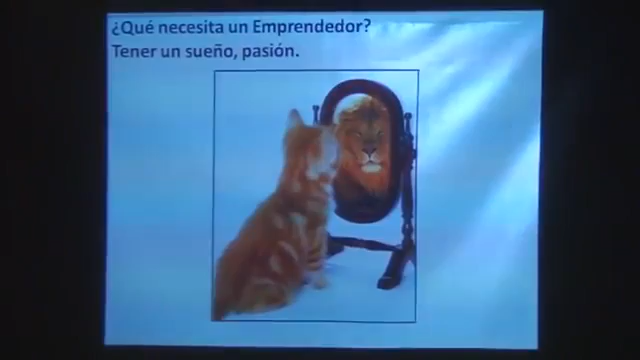 ¿Qué necesita un Emprendedor?
Tener un sueño, pasión.